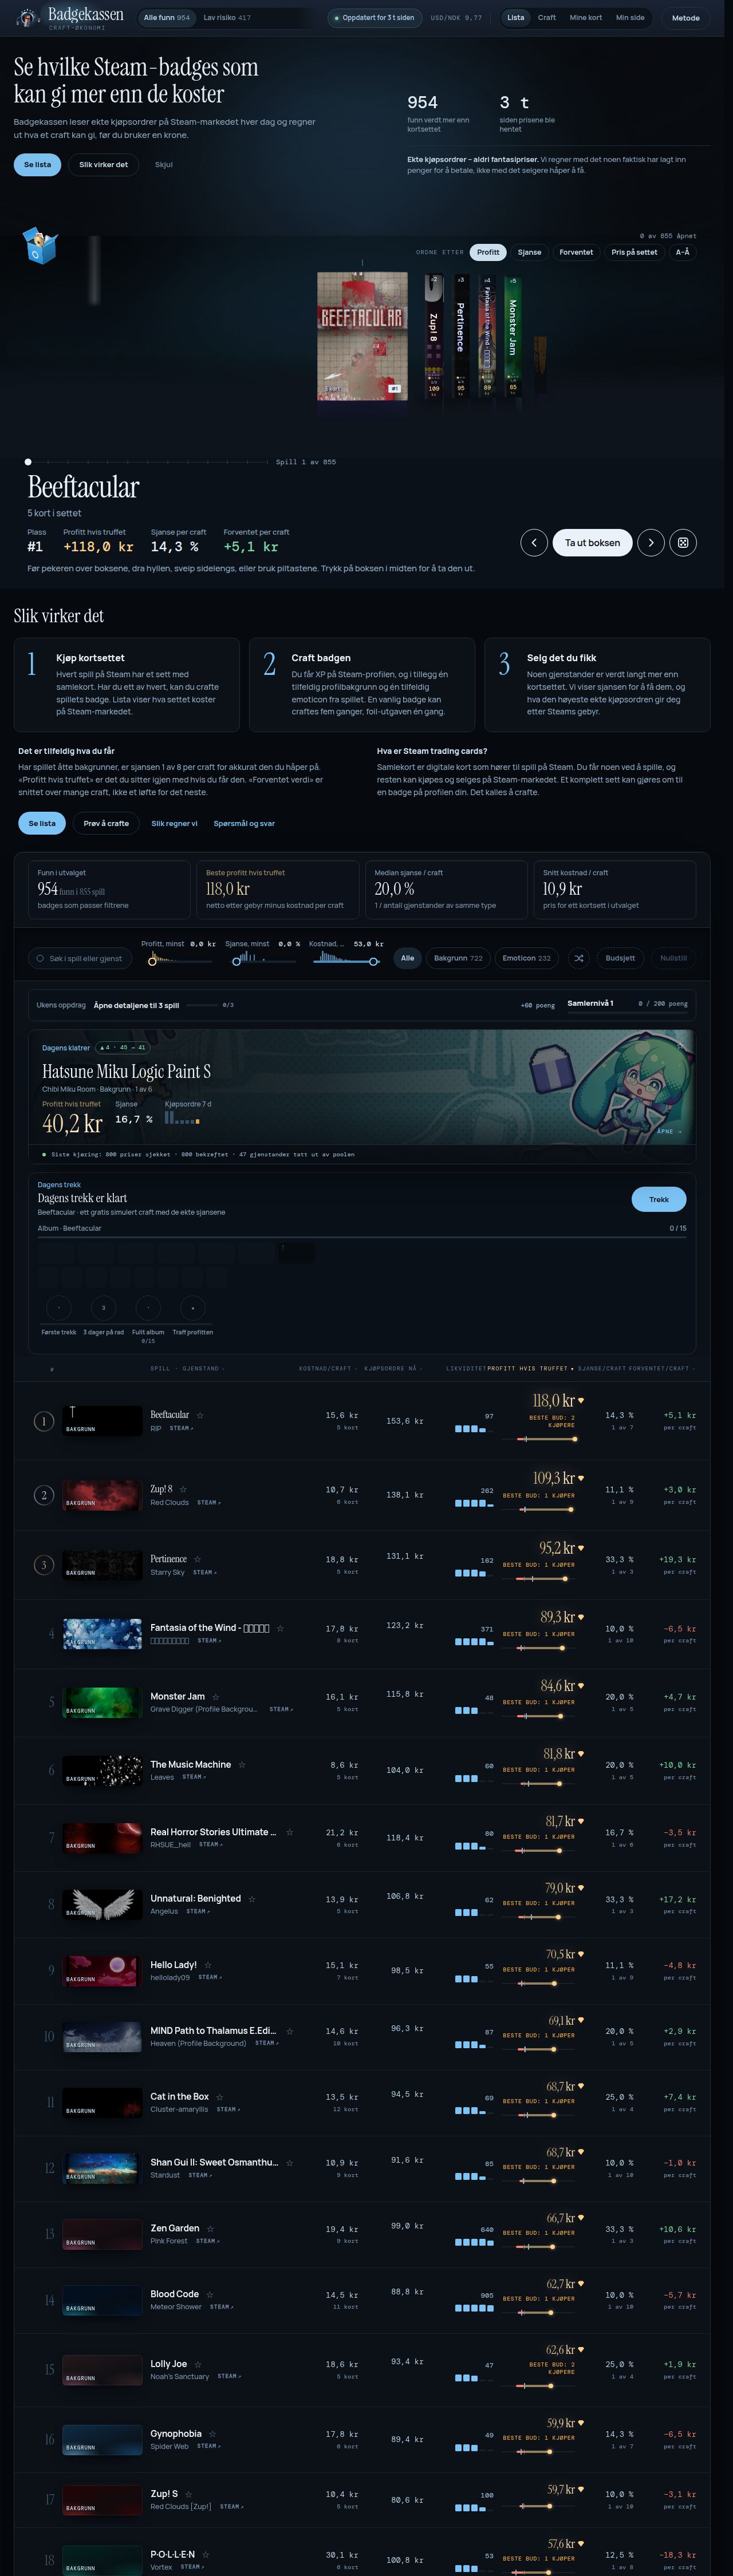 Badgekassen
CRAFT-ØKONOMI
Alle funn 954
Lav risiko 417
Oppdatert for 3 t siden
USD/NOK 9,77
Lista
Craft
Mine kort
Min side
Metode
Se hvilke Steam-badges som
kan gi mer enn de koster
Badgekassen leser ekte kjøpsordrer på Steam-markedet hver dag og regner
ut hva et craft kan gi, før du bruker en krone.
Se lista
Slik virker det
Skjul
954
funn verdt mer enn
kortsettet
3 t
siden prisene ble
hentet
Ekte kjøpsordrer – aldri fantasipriser. Vi regner med det noen faktisk har lagt inn
penger for å betale, ikke med det selgere håper å få.
0 av 855 åpnet
ORDNE ETTER
Profitt
Sjanse
Forventet
Pris på settet
A–Å
BEEFTACULAR
5 kort
#1
Zup! 8
109
Pertinence
95
Fantasia of the Wind
89
Monster Jam
85
Spill 1 av 855
Beeftacular
5 kort i settet
Plass
#1
Profitt hvis truffet
+118,0 kr
Sjanse per craft
14,3 %
Forventet per craft
+5,1 kr
Ta ut boksen
Før pekeren over boksene, dra hyllen, sveip sidelengs, eller bruk piltastene. Trykk på boksen i midten for å ta den ut.
Slik virker det
1
Kjøp kortsettet
Hvert spill på Steam har et sett med
samlekort. Har du ett av hvert, kan du crafte
spillets badge. Lista viser hva settet koster
på Steam-markedet.
2
Craft badgen
Du får XP på Steam-profilen, og i tillegg én
tilfeldig profilbakgrunn og én tilfeldig
emoticon fra spillet. En vanlig badge kan
craftes fem ganger, foil-utgaven én gang.
3
Selg det du fikk
Noen gjenstander er verdt langt mer enn
kortsettet. Vi viser sjansen for å få dem, og
hva den høyeste ekte kjøpsordren gir deg
etter Steams gebyr.
Det er tilfeldig hva du får
Har spillet åtte bakgrunner, er sjansen 1 av 8 per craft for akkurat den du håper på.
«Profitt hvis truffet» er det du sitter igjen med hvis du får den. «Forventet verdi» er
snittet over mange craft, ikke et løfte for det neste.
Hva er Steam trading cards?
Samlekort er digitale kort som hører til spill på Steam. Du får noen ved å spille, og
resten kan kjøpes og selges på Steam-markedet. Et komplett sett kan gjøres om til
en badge på profilen din. Det kalles å crafte.
Se lista
Prøv å crafte
Slik regner vi
Spørsmål og svar
Funn i utvalget
954 funn i 855 spill
badges som passer filtrene
Beste profitt hvis truffet
118,0 kr
netto etter gebyr minus kostnad per craft
Median sjanse / craft
20,0 %
1 / antall gjenstander av samme type
Snitt kostnad / craft
10,9 kr
pris for ett kortsett i utvalget
Søk i spill eller gjenst
Profitt, minst 0,0 kr
Sjanse, minst 0,0 %
Kostnad, … 53,0 kr
Alle
Bakgrunn 722
Emoticon 232
Budsjett
Nullstill
Ukens oppdrag
Åpne detaljene til 3 spill
0/3
+60 poeng
Samlernivå 1
0 / 200 poeng
Dagens klatrer
▲4 · 45 → 41
Hatsune Miku Logic Paint S
Chibi Miku Room · Bakgrunn · 1 av 6
Profitt hvis truffet
40,2 kr
Sjanse
16,7 %
Kjøpsordre 7 d
ÅPNE →
Siste kjøring: 800 priser sjekket · 800 bekreftet · 47 gjenstander tatt ut av poolen
Dagens trekk
Dagens trekk er klart
Beeftacular · ett gratis simulert craft med de ekte sjansene
Trekk
Album · Beeftacular
0 / 15
Første trekk
3
3 dager på rad
Fullt album
0/15
Traff profitten
#
SPILL · GJENSTAND
KOSTNAD/CRAFT
KJØPSORDRE NÅ
LIKVIDITET
PROFITT HVIS TRUFFET ▾
SJANSE/CRAFT
FORVENTET/CRAFT
1
BAKGRUNN
Beeftacular ☆
RIP STEAM↗
15,6 kr
5 kort
153,6 kr
97
118,0 kr
BESTE BUD: 2
KJØPERE
14,3 %
1 av 7
+5,1 kr
per craft
2
BAKGRUNN
Zup! 8 ☆
Red Clouds STEAM↗
10,7 kr
6 kort
138,1 kr
262
109,3 kr
BESTE BUD: 1 KJØPER
11,1 %
1 av 9
+3,0 kr
per craft
3
BAKGRUNN
Pertinence ☆
Starry Sky STEAM↗
18,8 kr
5 kort
131,1 kr
162
95,2 kr
BESTE BUD: 1 KJØPER
33,3 %
1 av 3
+19,3 kr
per craft
4
BAKGRUNN
Fantasia of the Wind - ☆
STEAM↗
17,8 kr
8 kort
123,2 kr
371
89,3 kr
BESTE BUD: 1 KJØPER
10,0 %
1 av 10
−6,5 kr
per craft
5
BAKGRUNN
Monster Jam ☆
Grave Digger (Profile Backgrou… STEAM↗
16,1 kr
5 kort
115,8 kr
48
84,6 kr
BESTE BUD: 1 KJØPER
20,0 %
1 av 5
+4,7 kr
per craft
6
BAKGRUNN
The Music Machine ☆
Leaves STEAM↗
8,6 kr
5 kort
104,0 kr
60
81,8 kr
BESTE BUD: 1 KJØPER
20,0 %
1 av 5
+10,0 kr
per craft
7
BAKGRUNN
Real Horror Stories Ultimate … ☆
RHSUE_hell STEAM↗
21,2 kr
6 kort
118,4 kr
80
81,7 kr
BESTE BUD: 1 KJØPER
16,7 %
1 av 6
−3,5 kr
per craft
8
BAKGRUNN
Unnatural: Benighted ☆
Angelus STEAM↗
13,9 kr
5 kort
106,8 kr
62
79,0 kr
BESTE BUD: 1 KJØPER
33,3 %
1 av 3
+17,2 kr
per craft
9
BAKGRUNN
Hello Lady! ☆
hellolady09 STEAM↗
15,1 kr
7 kort
98,5 kr
55
70,5 kr
BESTE BUD: 1 KJØPER
11,1 %
1 av 9
−4,8 kr
per craft
10
BAKGRUNN
MIND Path to Thalamus E.Edi… ☆
Heaven (Profile Background) STEAM↗
14,6 kr
10 kort
96,3 kr
87
69,1 kr
BESTE BUD: 1 KJØPER
20,0 %
1 av 5
+2,9 kr
per craft
11
BAKGRUNN
Cat in the Box ☆
Cluster-amaryllis STEAM↗
13,5 kr
12 kort
94,5 kr
69
68,7 kr
BESTE BUD: 1 KJØPER
25,0 %
1 av 4
+7,4 kr
per craft
12
BAKGRUNN
Shan Gui II: Sweet Osmanthu… ☆
Stardust STEAM↗
10,9 kr
9 kort
91,6 kr
85
68,7 kr
BESTE BUD: 1 KJØPER
10,0 %
1 av 10
−1,0 kr
per craft
13
BAKGRUNN
Zen Garden ☆
Pink Forest STEAM↗
19,4 kr
9 kort
99,0 kr
640
66,7 kr
BESTE BUD: 1 KJØPER
33,3 %
1 av 3
+10,6 kr
per craft
14
BAKGRUNN
Blood Code ☆
Meteor Shower STEAM↗
14,5 kr
11 kort
88,8 kr
905
62,7 kr
BESTE BUD: 1 KJØPER
10,0 %
1 av 10
−5,7 kr
per craft
15
BAKGRUNN
Lolly Joe ☆
Noah's Sanctuary STEAM↗
18,6 kr
5 kort
93,4 kr
47
62,6 kr
BESTE BUD: 2
KJØPERE
25,0 %
1 av 4
+1,9 kr
per craft
16
BAKGRUNN
Gynophobia ☆
Spider Web STEAM↗
17,8 kr
6 kort
89,4 kr
49
59,9 kr
BESTE BUD: 1 KJØPER
14,3 %
1 av 7
−6,5 kr
per craft
17
BAKGRUNN
Zup! S ☆
Red Clouds [Zup!] STEAM↗
10,4 kr
5 kort
80,6 kr
100
59,7 kr
10,0 %
1 av 10
−3,1 kr
per craft
18
BAKGRUNN
P·O·L·L·E·N ☆
Vortex STEAM↗
30,1 kr
6 kort
100,8 kr
53
57,6 kr
BESTE BUD: 1 KJØPER
12,5 %
1 av 8
−18,3 kr
per craft